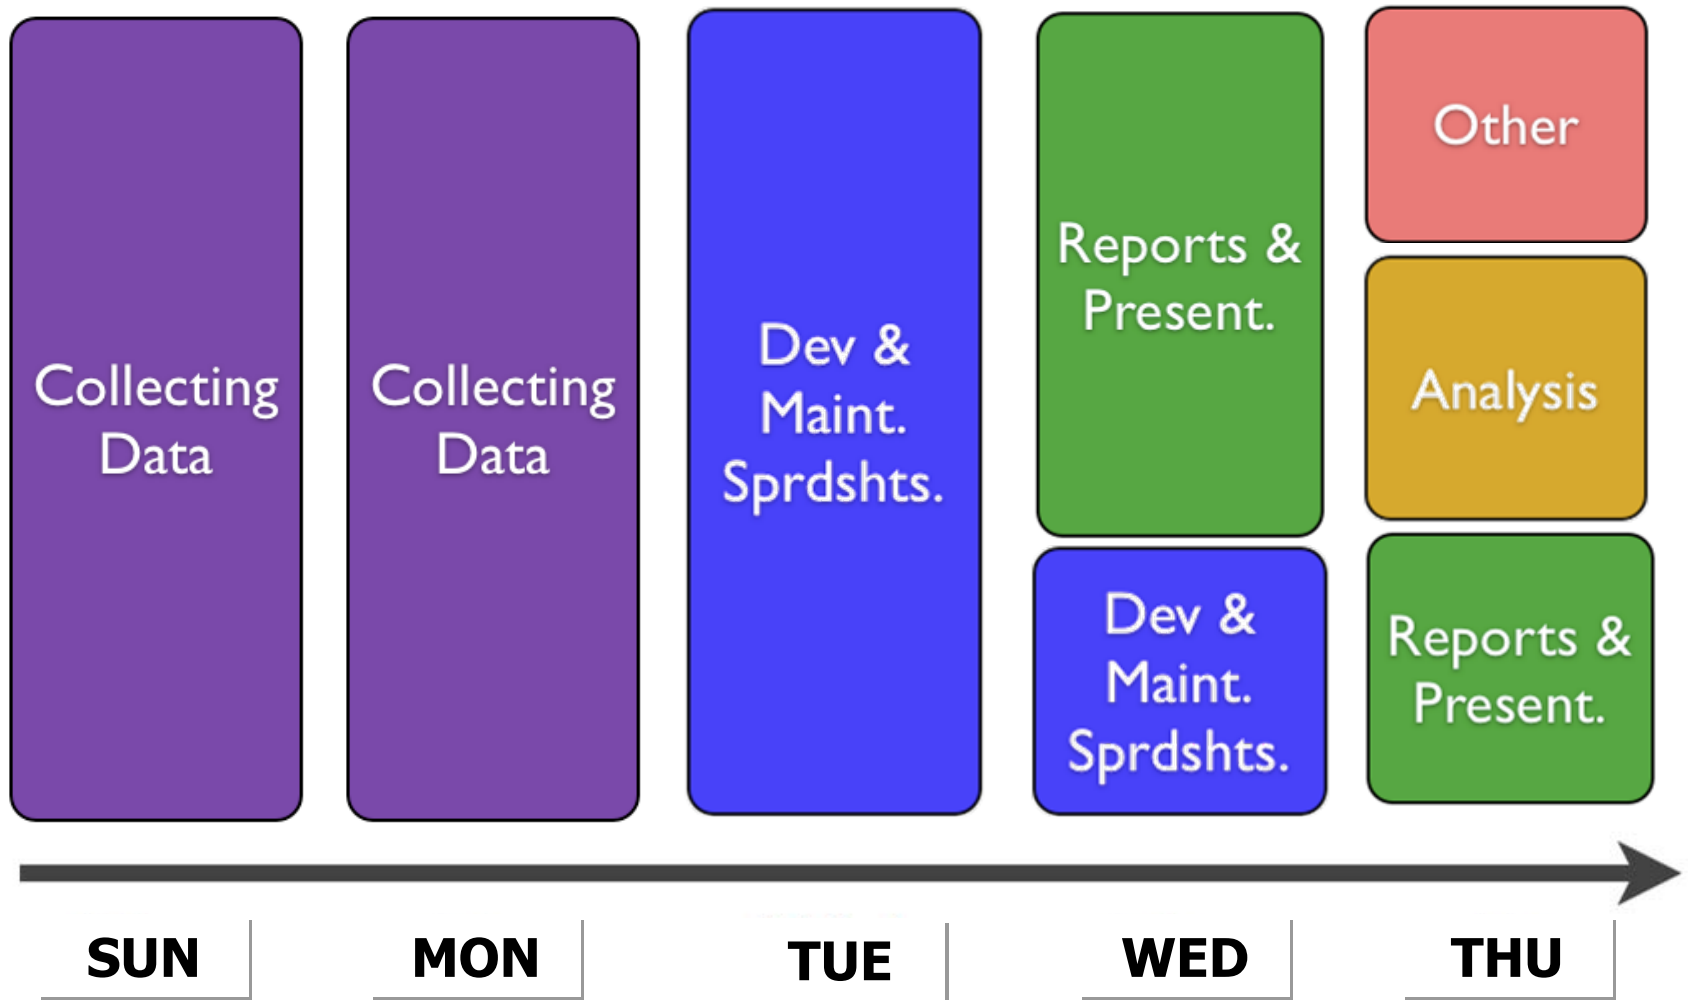 Collecting
Data
Collecting
Data
Dev &
Maint.
Sprdshts.
Reports &
Present.
Dev &
Maint.
Sprdshts.
Other
Analysis
Reports &
Present.
SUN
MON
TUE
WED
THU